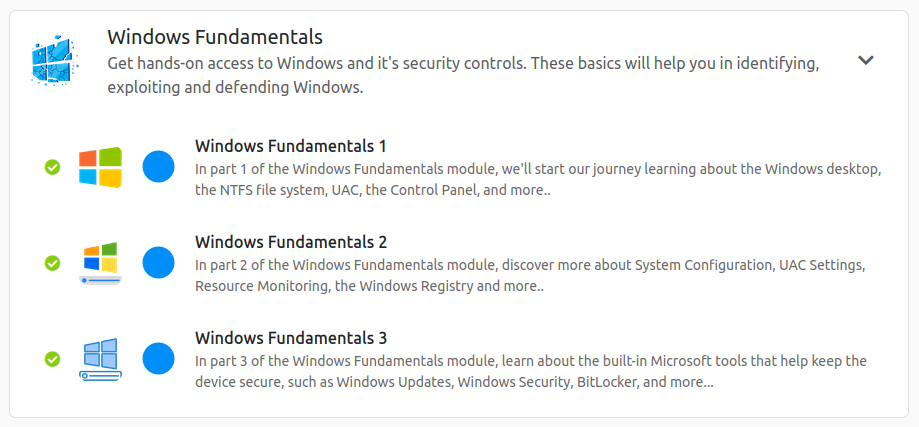 Windows Fundamentals
Get hands-on access to Windows and it's security controls. These basics will help you in identifying,
exploiting and defending Windows.
Windows Fundamentals 1
In part 1 of the Windows Fundamentals module, we'll start our journey learning about the Windows desktop,
the NTFS file system, UAC, the Control Panel, and more..
Windows Fundamentals 2
In part 2 of the Windows Fundamentals module, discover more about System Configuration, UAC Settings,
Resource Monitoring, the Windows Registry and more..
Windows Fundamentals 3
In part 3 of the Windows Fundamentals module, learn about the built-in Microsoft tools that help keep the
device secure, such as Windows Updates, Windows Security, BitLocker, and more...